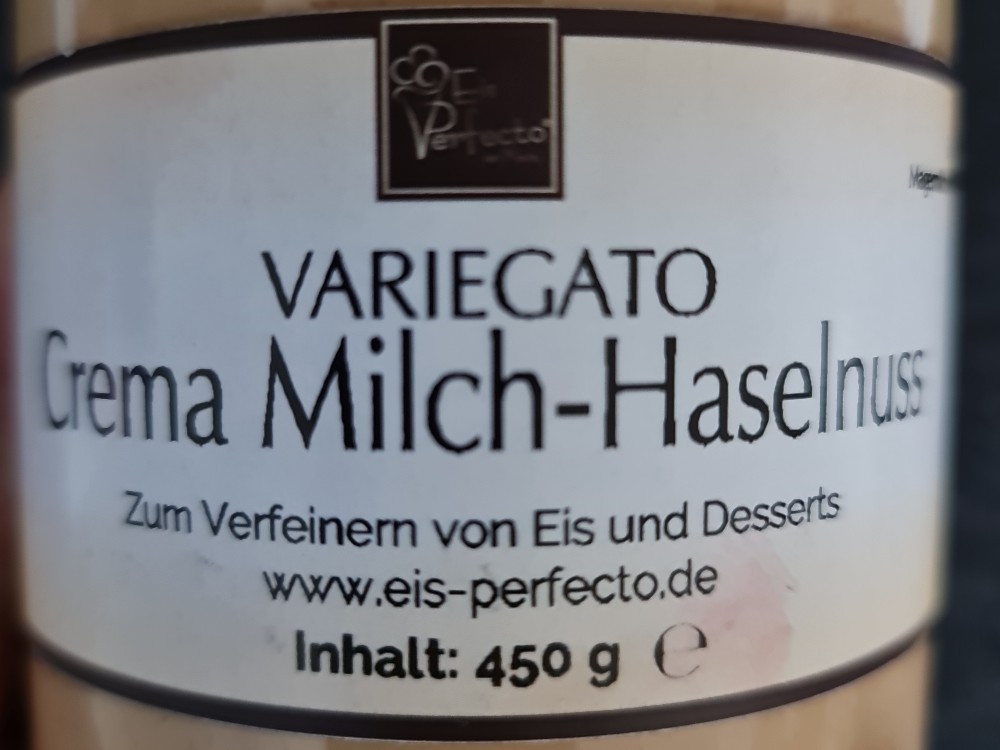 Eis
Perfecto
VARIEGATO
Crema Milch-Haselnuss
Zum Verfeinern von Eis und Desserts
www.eis-perfecto.de
Inhalt: 450 g ℮